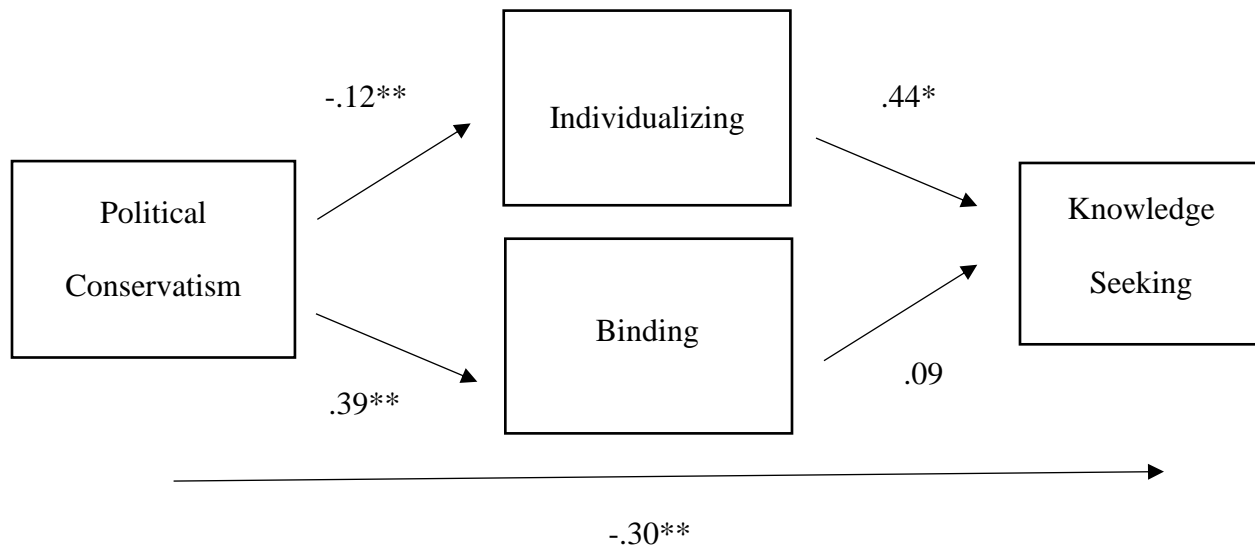 -.12**
Individualizing
.44*
Political
Conservatism
Knowledge
Seeking
Binding
.39**
.09
-.30**